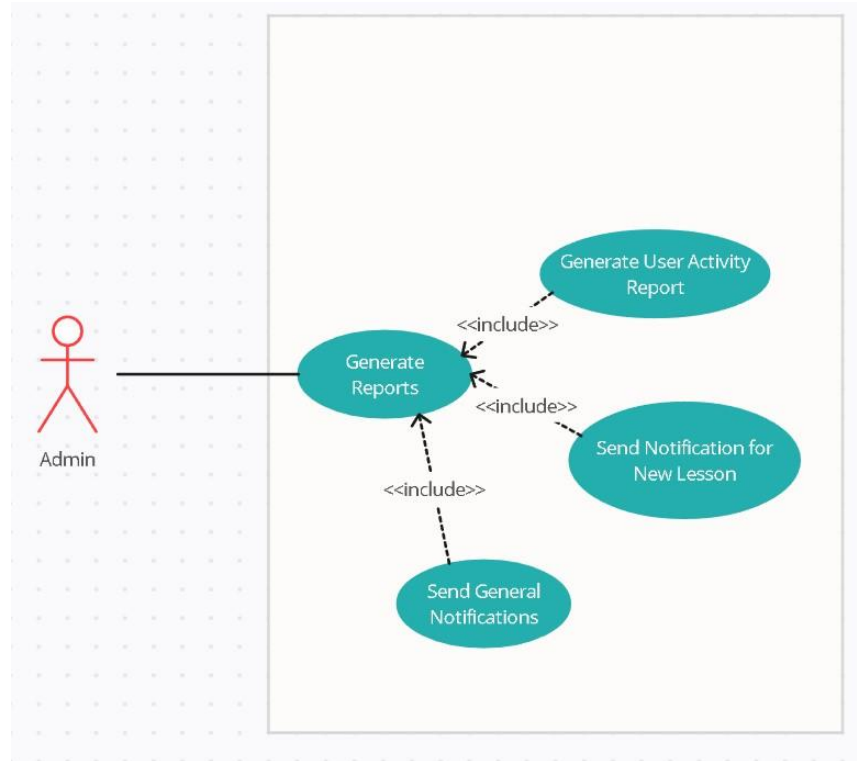 Generate User Activity
Report
<<include>>
Generate
Reports
<<include>>
Send Notification for
New Lesson
Admin
<<include>>
Send General
Notifications